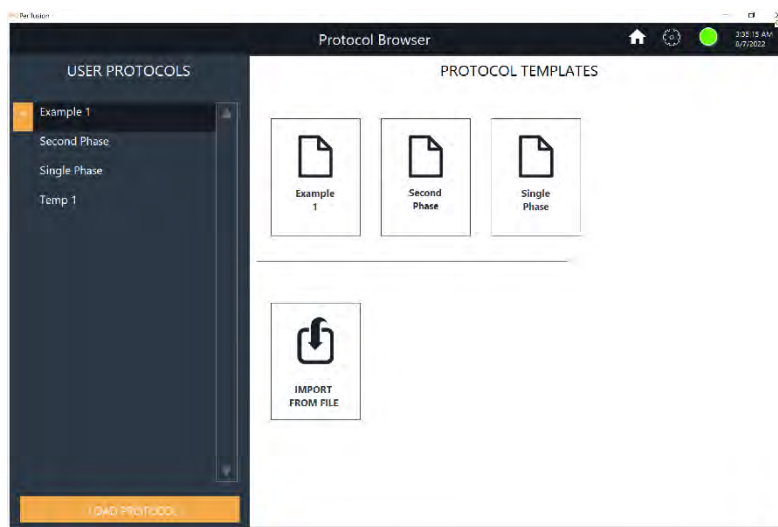 Perfusion
Protocol Browser
3:35:15 AM
8/7/2022
USER PROTOCOLS
PROTOCOL TEMPLATES
Example 1
Second Phase
Single Phase
Temp 1
Example
1
Second
Phase
Single
Phase
IMPORT
FROM FILE
LOAD PROTOCOL